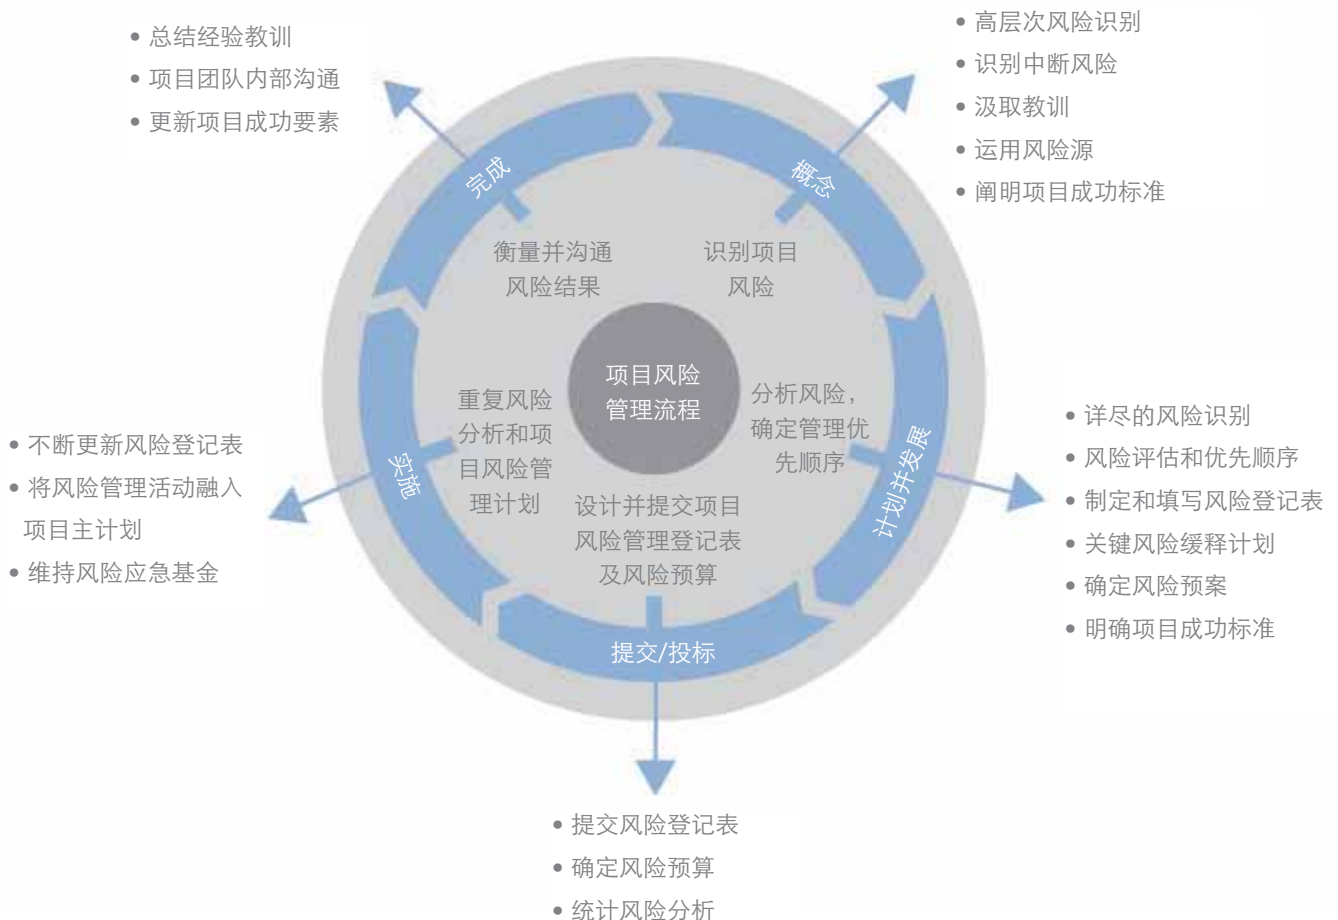 • 总结经验教训
• 项目团队内部沟通
• 更新项目成功要素
• 高层次风险识别
• 识别中断风险
• 汲取教训
• 运用风险源
• 阐明项目成功标准
完成
概念
衡量并沟通
风险结果
识别项目
风险
项目风险
管理流程
重复风险
分析和项
目风险管
理计划
分析风险,
确定管理优
先顺序
设计并提交项目
风险管理登记表
及风险预算
实施
计划并发展
提交/投标
• 不断更新风险登记表
• 将风险管理活动融入
项目主计划
• 维持风险应急基金
• 详尽的风险识别
• 风险评估和优先顺序
• 制定和填写风险登记表
• 关键风险缓释计划
• 确定风险预案
• 明确项目成功标准
• 提交风险登记表
• 确定风险预算
• 统计风险分析